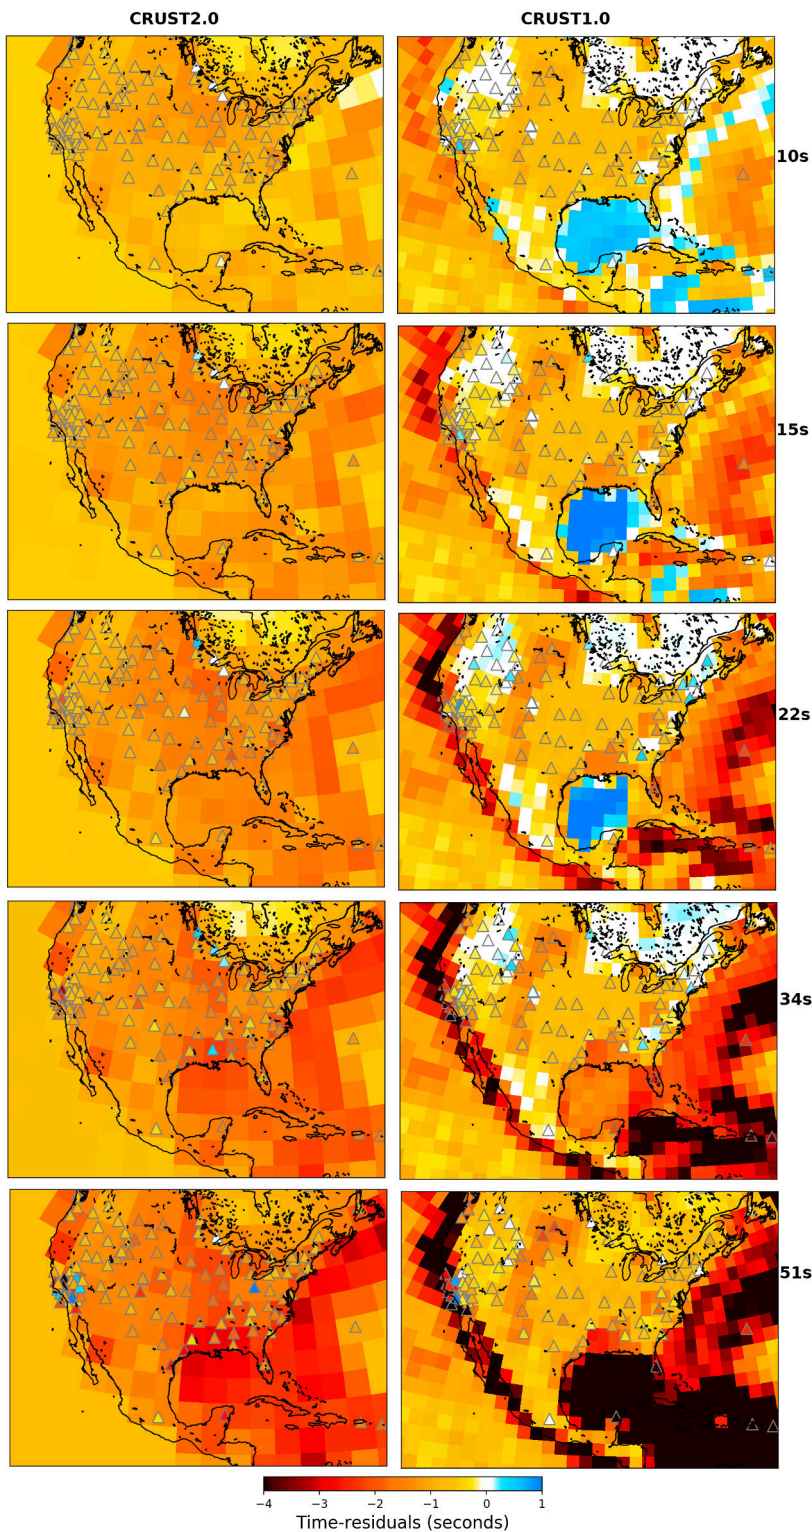 CRUST2.0 CRUST1.0
10s
15s
22s
34s
51s
−4 −3 −2 −1 0 1
Time-residuals (seconds)